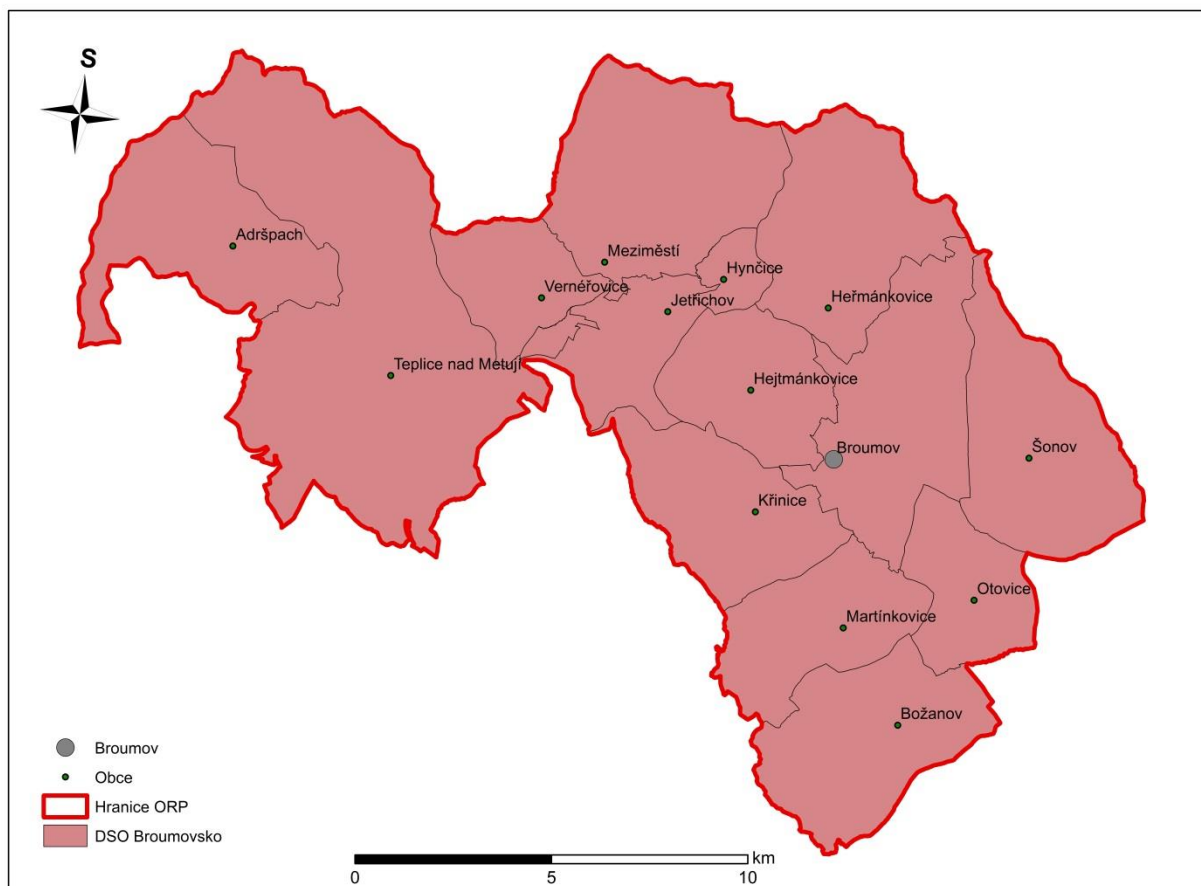 S
Adršpach
Meziměstí
Hynčice
Vernéřovice
Jetřichov
Heřmánkovice
Teplice nad Metují
Hejtmánkovice
Broumov
Šonov
Křinice
Otovice
Martínkovice
Božanov
Broumov
Obce
Hranice ORP
DSO Broumovsko
km
0 5 10